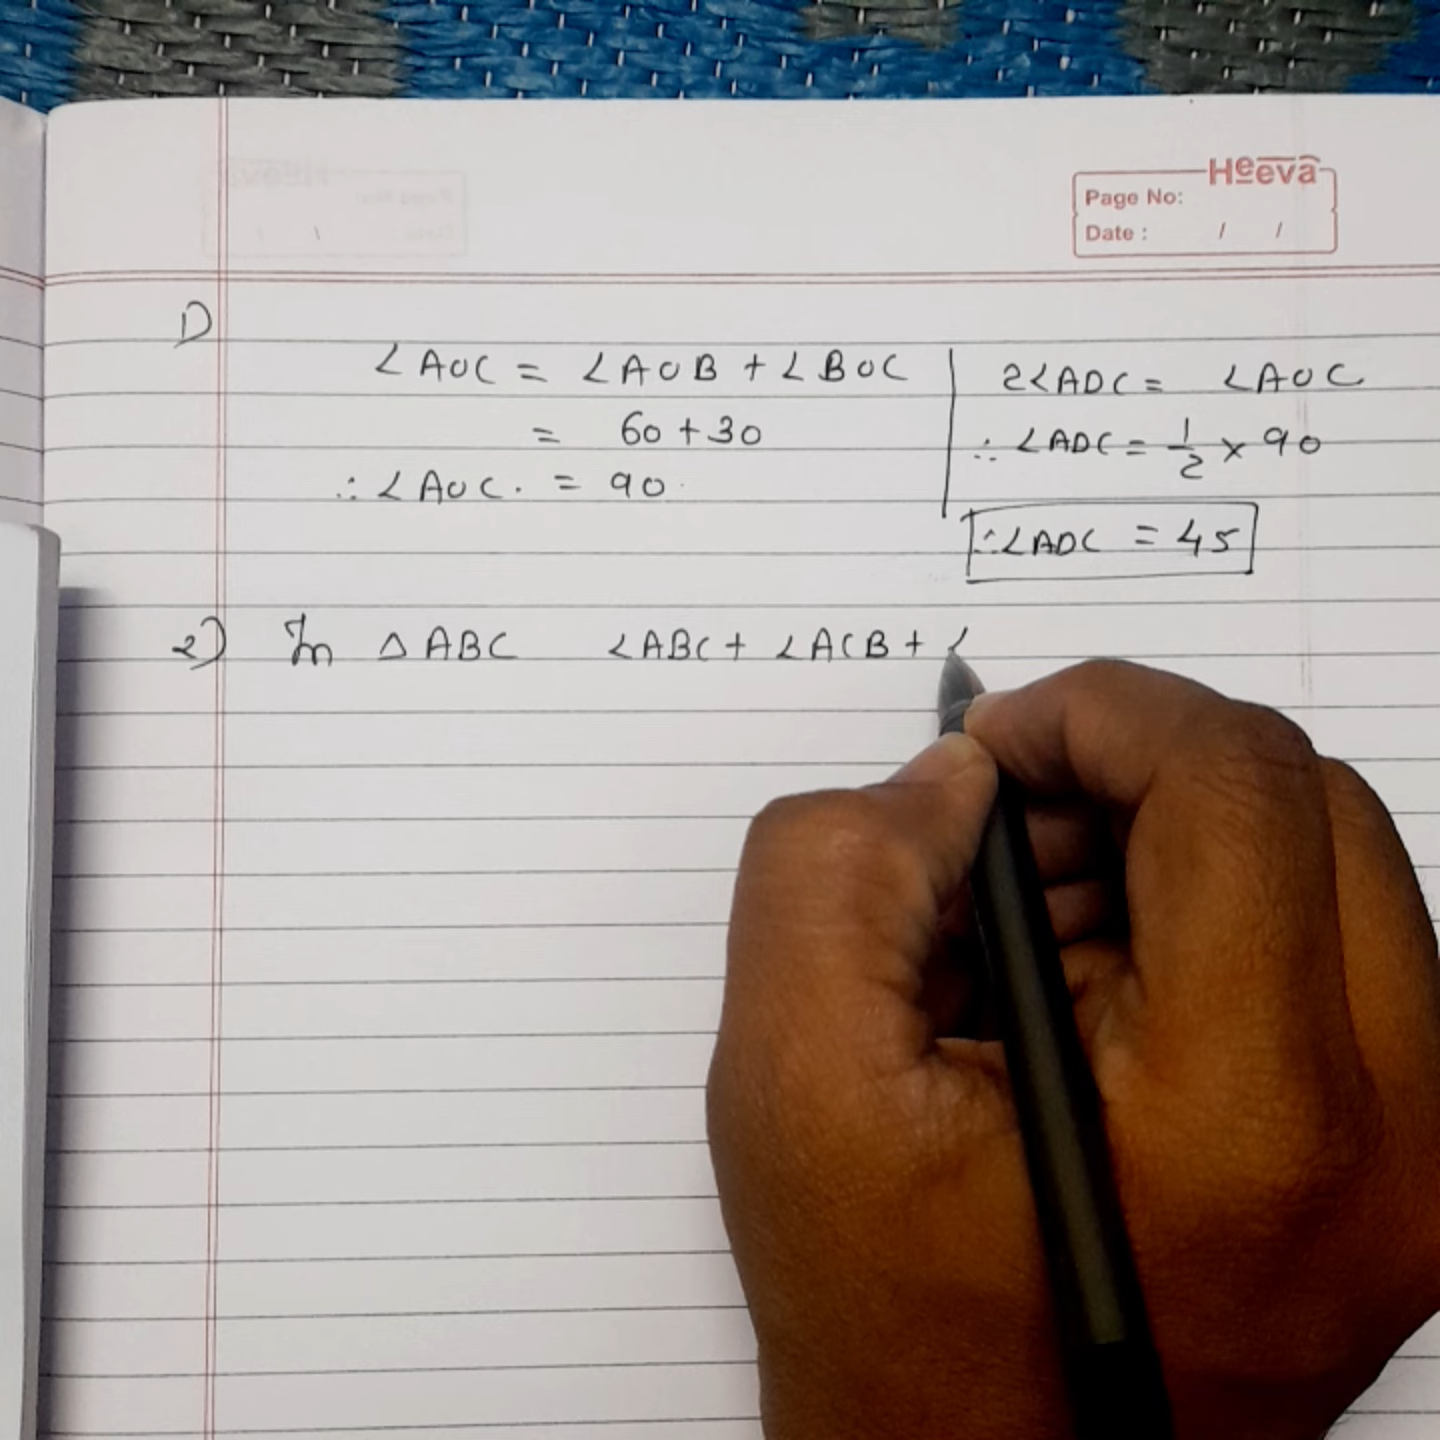 Heeva
Page No:
Date : / /
1)
∠AOC = ∠AOB + ∠BOC
= 60 + 30
∴ ∠AOC. = 90
2∠ADC = ∠AOC
∴ ∠ADC = 1/2 × 90
∴ ∠ADC = 45
2) In △ ABC ∠ABC + ∠ACB + ∠